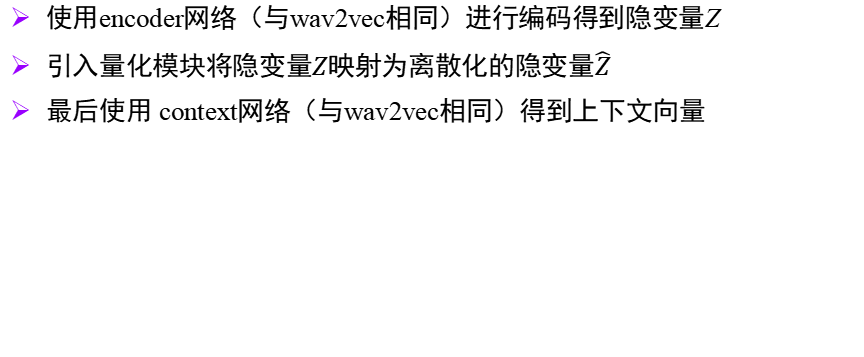 ➢ 使用encoder网络（与wav2vec相同）进行编码得到隐变量Z
➢ 引入量化模块将隐变量Z映射为离散化的隐变量Ẑ
➢ 最后使用 context网络（与wav2vec相同）得到上下文向量